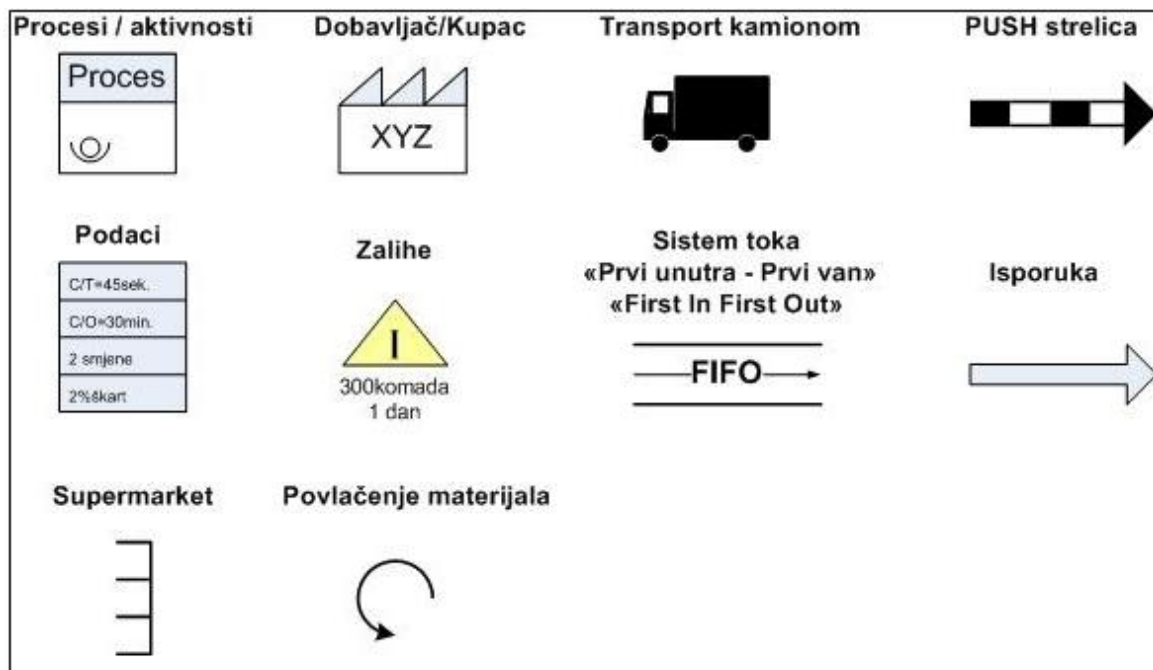 Procesi / aktivnosti
Proces
Dobavljač/Kupac
XYZ
Transport kamionom
PUSH strelica
Podaci
C/T=45sek.
C/O=30min.
2 smjene
2%škart
Zalihe
I
300komada
1 dan
Sistem toka
«Prvi unutra - Prvi van»
«First In First Out»
FIFO
Isporuka
Supermarket
Povlačenje materijala